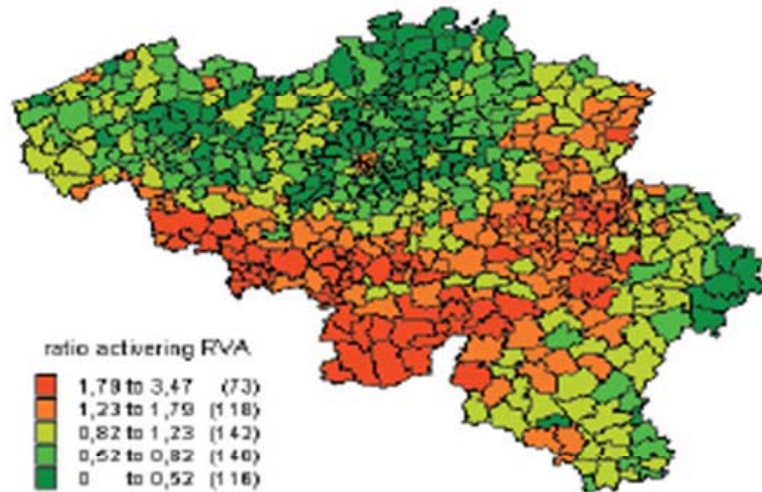 ratio activering RVA
1,79 to 3,47 (73)
1,23 to 1,79 (118)
0,82 to 1,23 (142)
0,52 to 0,82 (140)
0 to 0,52 (116)